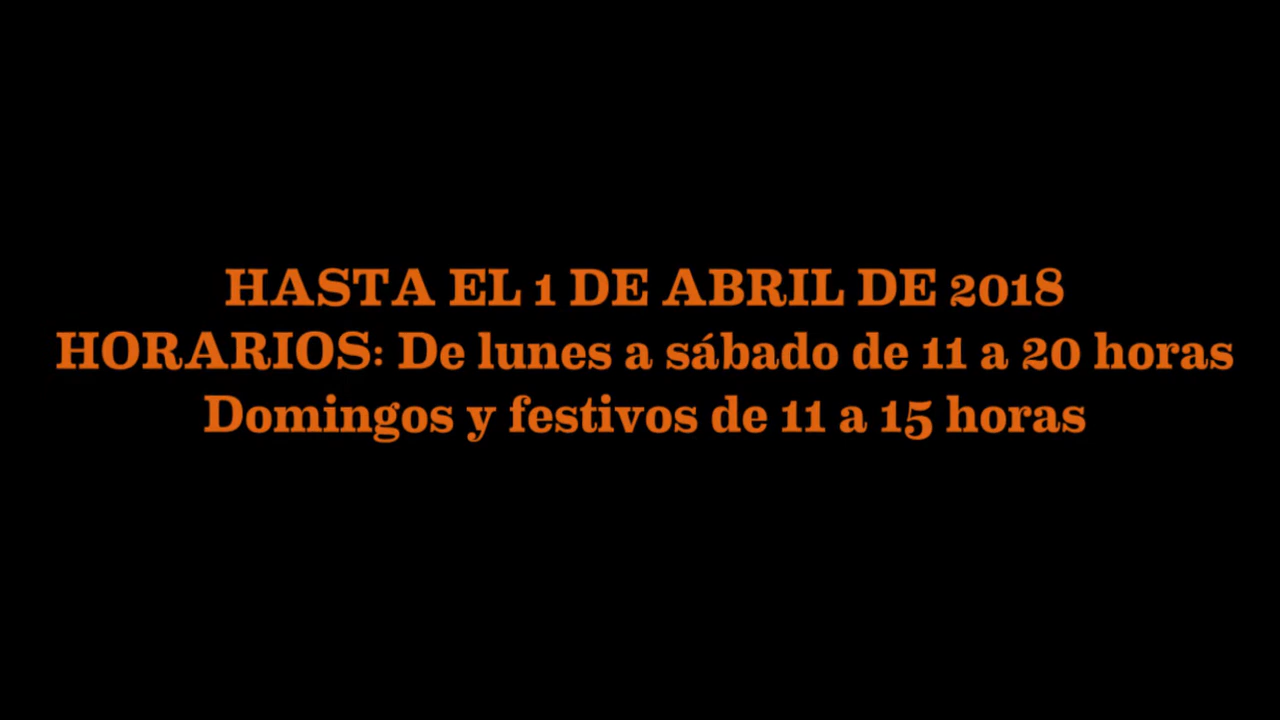 HASTA EL 1 DE ABRIL DE 2018
HORARIOS: De lunes a sábado de 11 a 20 horas
Domingos y festivos de 11 a 15 horas